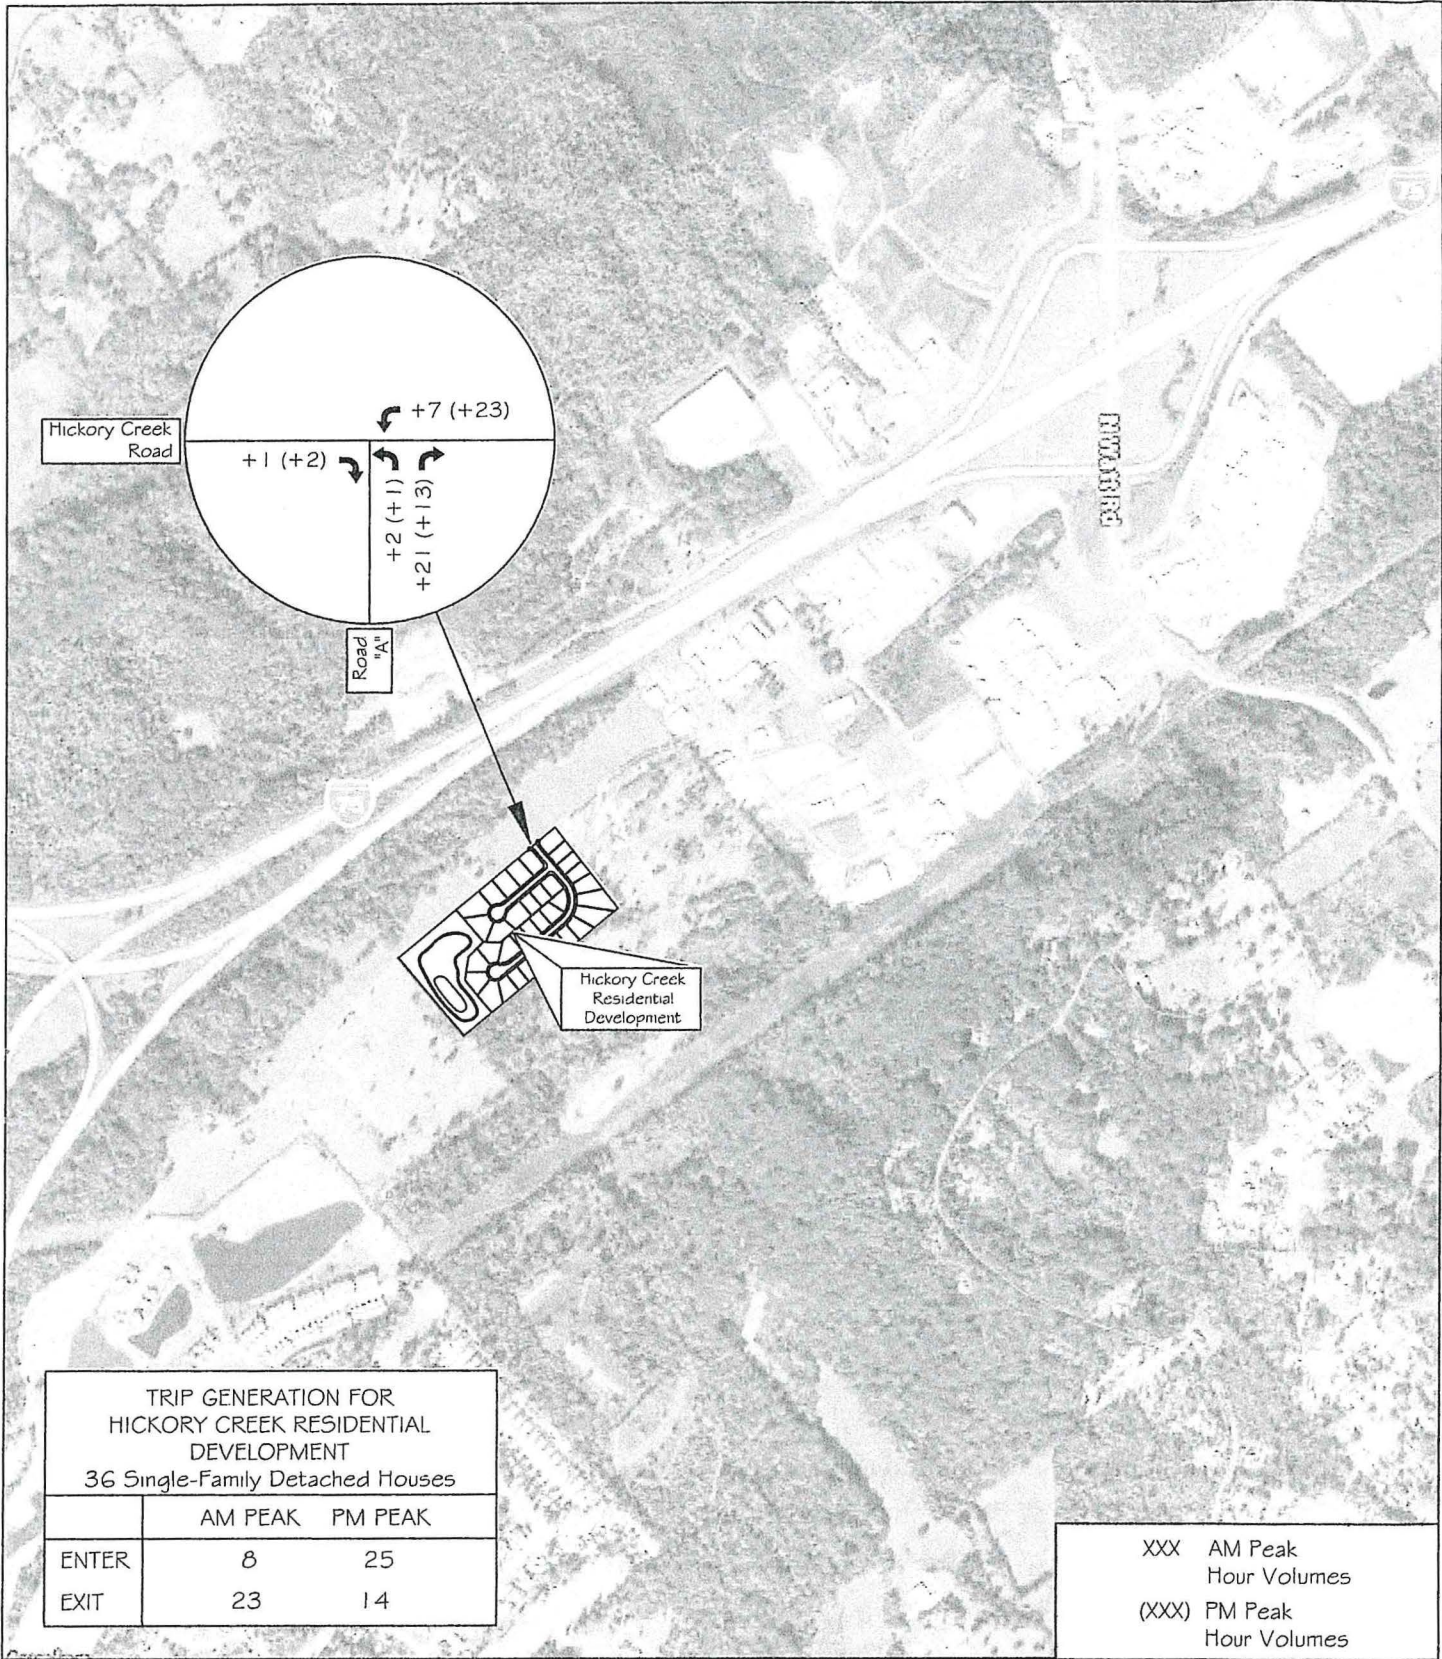 +7 (+23)
Hickory Creek
Road
+1 (+2)
+2 (+1)
+21 (+13)
Road
"A"
75
75
Hickory Creek
Residential
Development
TRIP GENERATION FOR
HICKORY CREEK RESIDENTIAL
DEVELOPMENT
36 Single-Family Detached Houses
AM PEAK PM PEAK
ENTER 8 25
EXIT 23 14
XXX AM Peak
Hour Volumes
(XXX) PM Peak
Hour Volumes